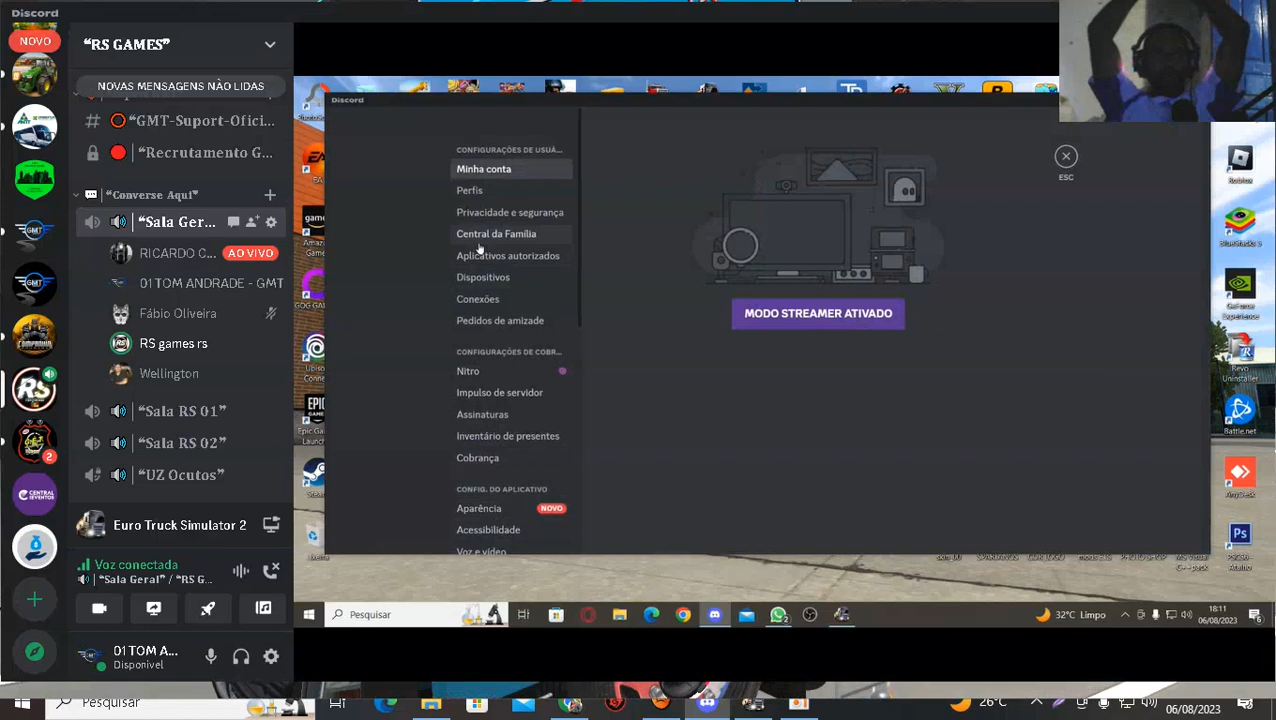 Discord
NOVO
"RS GAMES"
NOVAS MENSAGENS NÃO LIDAS
"GMT-Suport-Ofici...
"Recrutamento G...
"Converse Aqui"
"Sala Ger...
RICARDO C...
AO VIVO
01 TOM ANDRADE - GMT
Fábio Oliveira
RS games rs
Wellington
"Sala RS 01"
"Sala RS 02"
"UZ Ocutos"
2
Euro Truck Simulator 2
Voz conectada
"Sala Geral" / "RS G...
01 TOM A...
Disponível
Discord
CONFIGURAÇÕES DE USUÁ...
Minha conta
Perfis
Privacidade e segurança
Central da Família
Aplicativos autorizados
Dispositivos
Conexões
Pedidos de amizade
CONFIGURAÇÕES DE COBR...
Nitro
Impulso de servidor
Assinaturas
Inventário de presentes
Cobrança
CONFIG. DO APLICATIVO
Aparência
NOVO
Acessibilidade
Voz e vídeo
ESC
MODO STREAMER ATIVADO
Roblox
BlueStacks
GeForce
Experience
Revo
Uninstaller
Battle.net
AnyDesk
Ps
Atalho
Pesquisar
32°C Limpo
18:11
06/08/2023
Pesquisar
26°C
06/08/2023